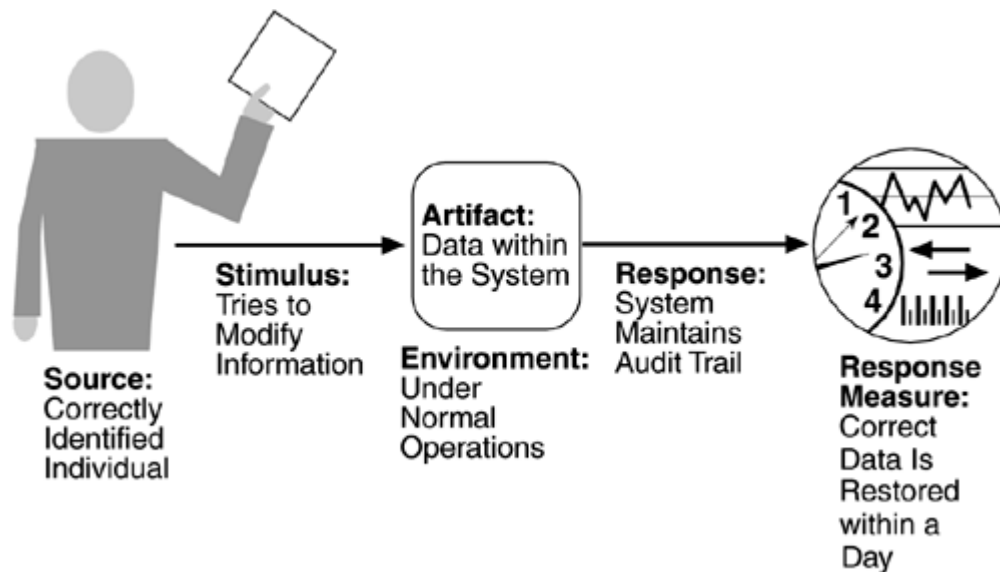 Source:
Correctly
Identified
Individual
Stimulus:
Tries to
Modify
Information
Artifact:
Data within
the System
Environment:
Under
Normal
Operations
Response:
System
Maintains
Audit Trail
1
2
3
4
Response
Measure:
Correct
Data Is
Restored
within a
Day